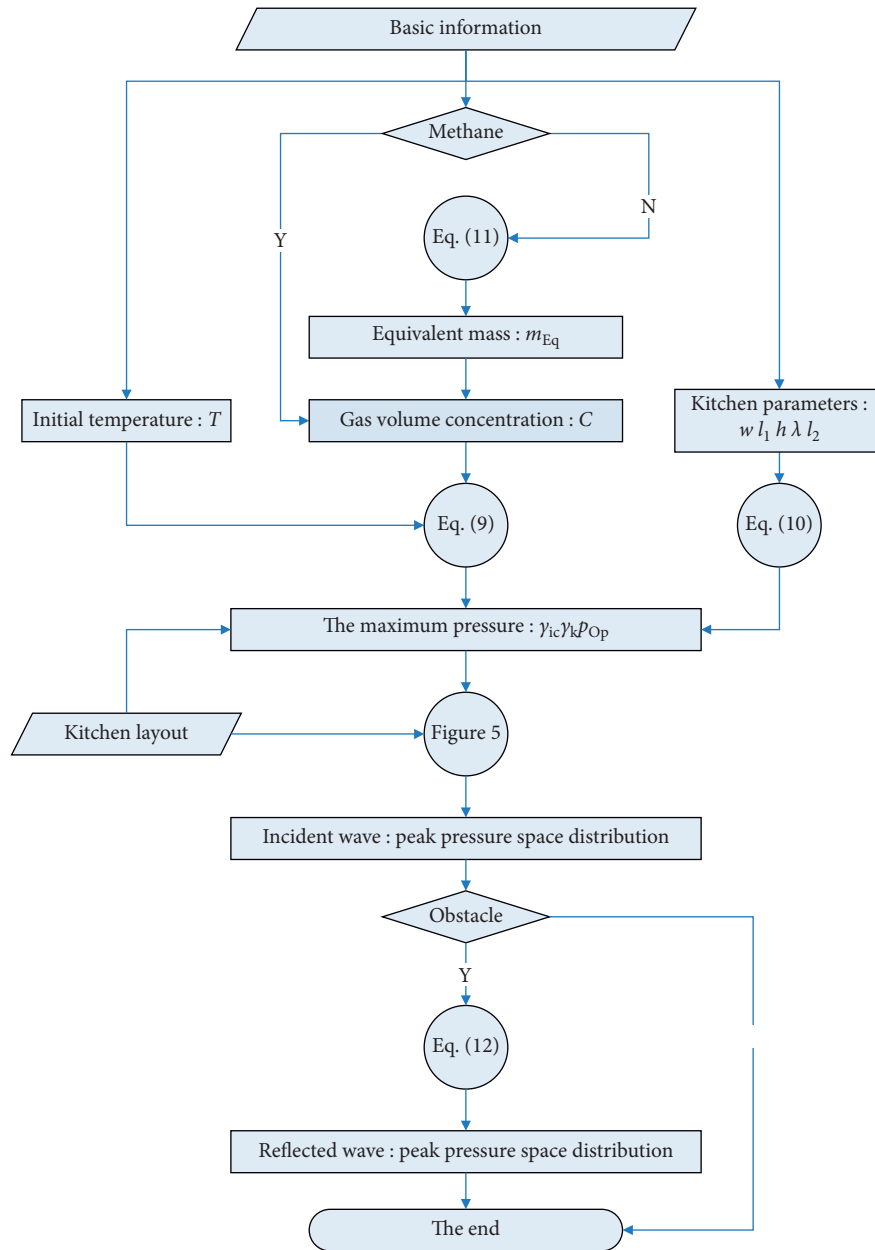 Basic information
Methane
N
Y
Eq. (11)
Equivalent mass : m_Eq
Initial temperature : T
Gas volume concentration : C
Kitchen parameters :
w l₁ h λ l₂
Eq. (9)
Eq. (10)
The maximum pressure : γ_ic γ_k p_Op
Kitchen layout
Figure 5
Incident wave : peak pressure space distribution
Obstacle
Y
Eq. (12)
Reflected wave : peak pressure space distribution
The end